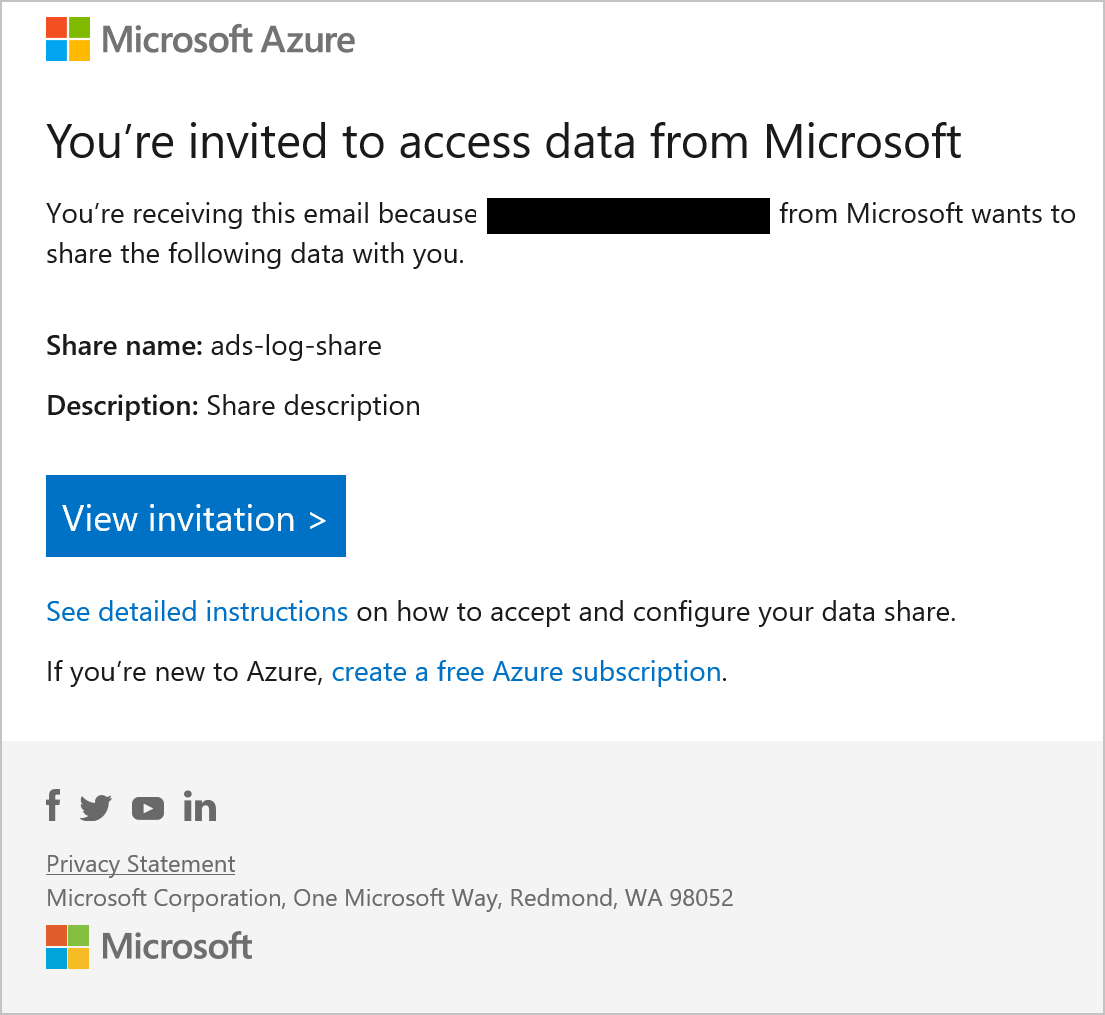 Microsoft Azure
You’re invited to access data from Microsoft
You’re receiving this email because from Microsoft wants to
share the following data with you.
Share name: ads-log-share
Description: Share description
View invitation >
See detailed instructions on how to accept and configure your data share.
If you’re new to Azure, create a free Azure subscription.
Privacy Statement
Microsoft Corporation, One Microsoft Way, Redmond, WA 98052
Microsoft